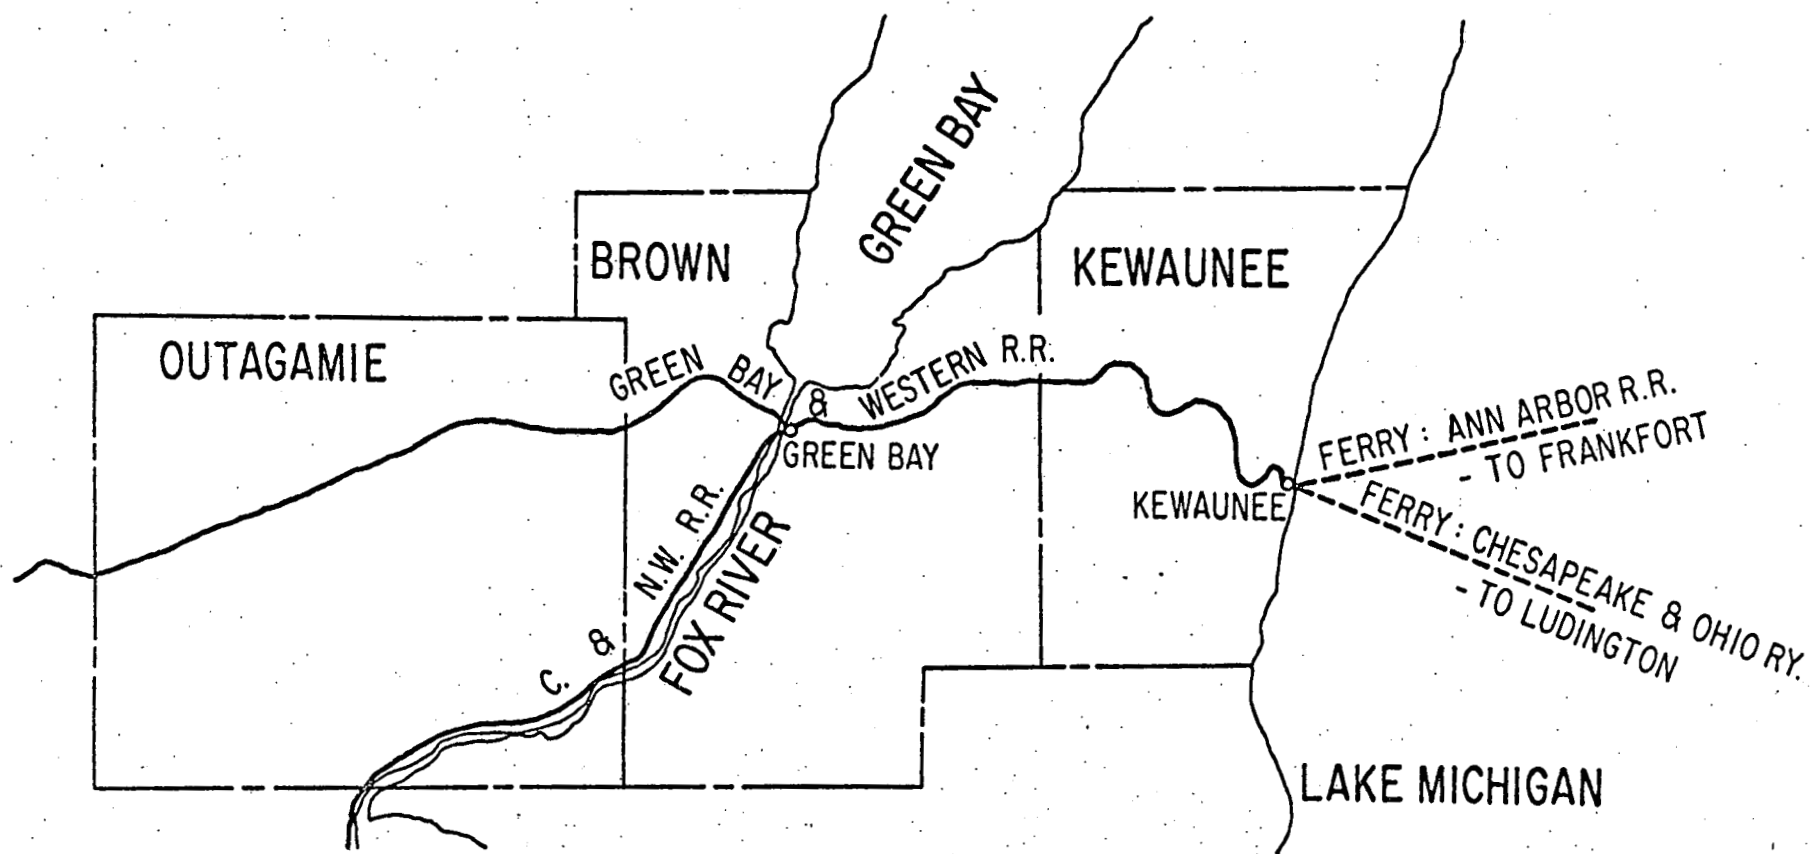 GREEN BAY
BROWN
KEWAUNEE
OUTAGAMIE
GREEN BAY & WESTERN R.R.
GREEN BAY
FERRY: ANN ARBOR R.R.
- TO FRANKFORT
KEWAUNEE
FERRY: CHESAPEAKE & OHIO RY.
- TO LUDINGTON
C. & N.W. R.R.
FOX RIVER
LAKE MICHIGAN